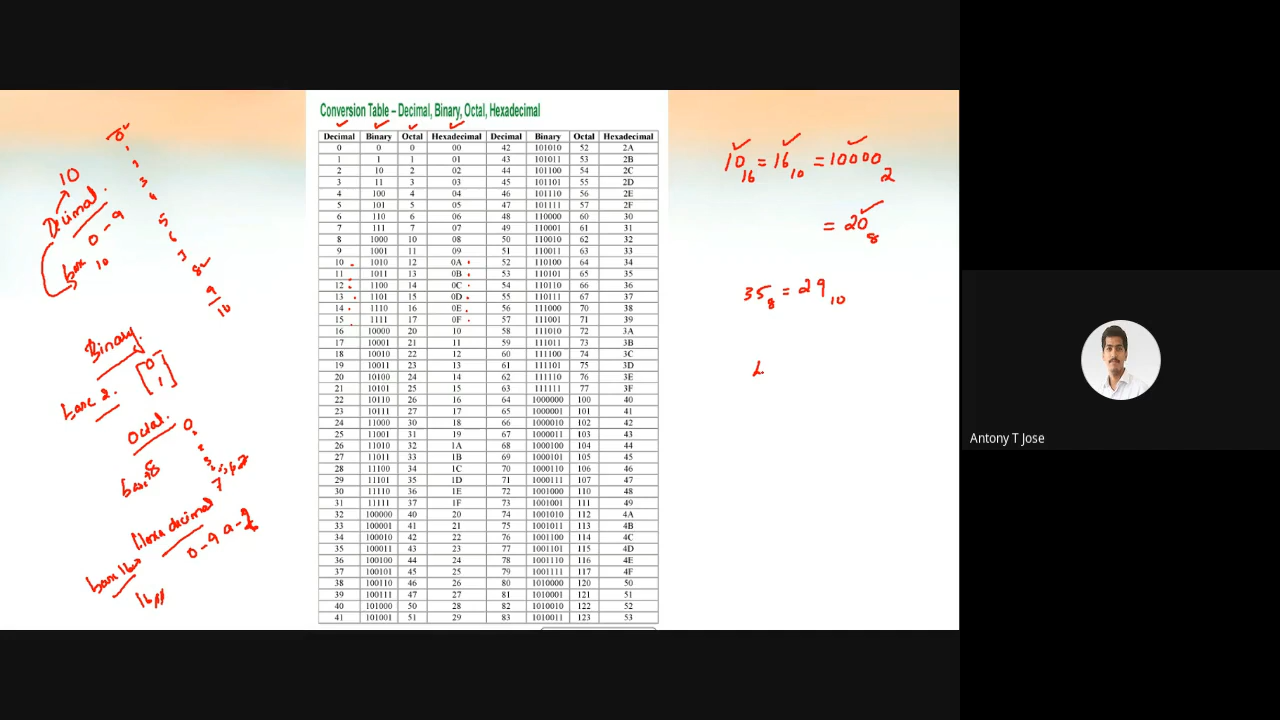 0
1
2
3
4
5
6
7
8
9
10
10
Decimal.
0 - 9
base 10
Binary.
0
1
base 2.
Octal.
0
7
base 8
Hexa decimal
0-9 a-f
base 16
16
Conversion Table – Decimal, Binary, Octal, Hexadecimal
Decimal Binary Octal Hexadecimal Decimal Binary Octal Hexadecimal
0 0 0 00 42 101010 52 2A
1 1 1 01 43 101011 53 2B
2 10 2 02 44 101100 54 2C
3 11 3 03 45 101101 55 2D
4 100 4 04 46 101110 56 2E
5 101 5 05 47 101111 57 2F
6 110 6 06 48 110000 60 30
7 111 7 07 49 110001 61 31
8 1000 10 08 50 110010 62 32
9 1001 11 09 51 110011 63 33
10 1010 12 0A 52 110100 64 34
11 1011 13 0B 53 110101 65 35
12 1100 14 0C 54 110110 66 36
13 1101 15 0D 55 110111 67 37
14 1110 16 0E 56 111000 70 38
15 1111 17 0F 57 111001 71 39
16 10000 20 10 58 111010 72 3A
17 10001 21 11 59 111011 73 3B
18 10010 22 12 60 111100 74 3C
19 10011 23 13 61 111101 75 3D
20 10100 24 14 62 111110 76 3E
21 10101 25 15 63 111111 77 3F
22 10110 26 16 64 1000000 100 40
23 10111 27 17 65 1000001 101 41
24 11000 30 18 66 1000010 102 42
25 11001 31 19 67 1000011 103 43
26 11010 32 1A 68 1000100 104 44
27 11011 33 1B 69 1000101 105 45
28 11100 34 1C 70 1000110 106 46
29 11101 35 1D 71 1000111 107 47
30 11110 36 1E 72 1001000 110 48
31 11111 37 1F 73 1001001 111 49
32 100000 40 20 74 1001010 112 4A
33 100001 41 21 75 1001011 113 4B
34 100010 42 22 76 1001100 114 4C
35 100011 43 23 77 1001101 115 4D
36 100100 44 24 78 1001110 116 4E
37 100101 45 25 79 1001111 117 4F
38 100110 46 26 80 1010000 120 50
39 100111 47 27 81 1010001 121 51
40 101000 50 28 82 1010010 122 52
41 101001 51 29 83 1010011 123 53
10₁₆ = 16₁₀ = 10000₂
= 20₈
35₈ = 29₁₀
Antony T Jose